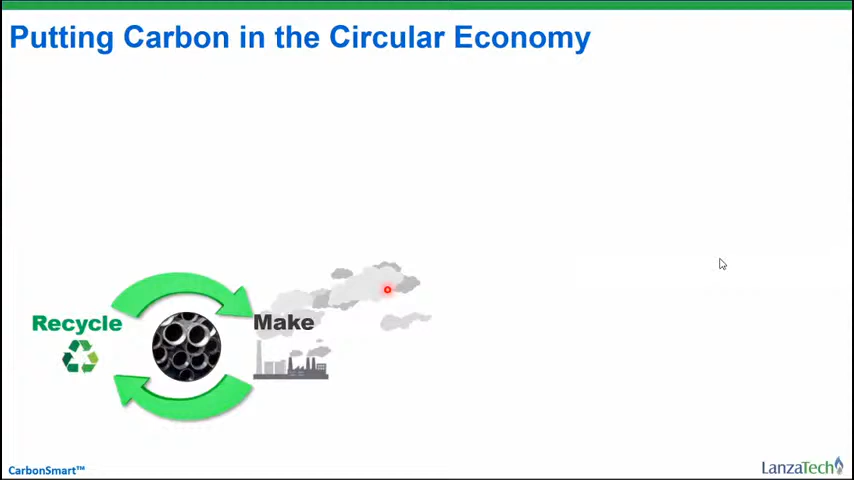 Putting Carbon in the Circular Economy
Recycle
Make
CarbonSmart™
LanzaTech